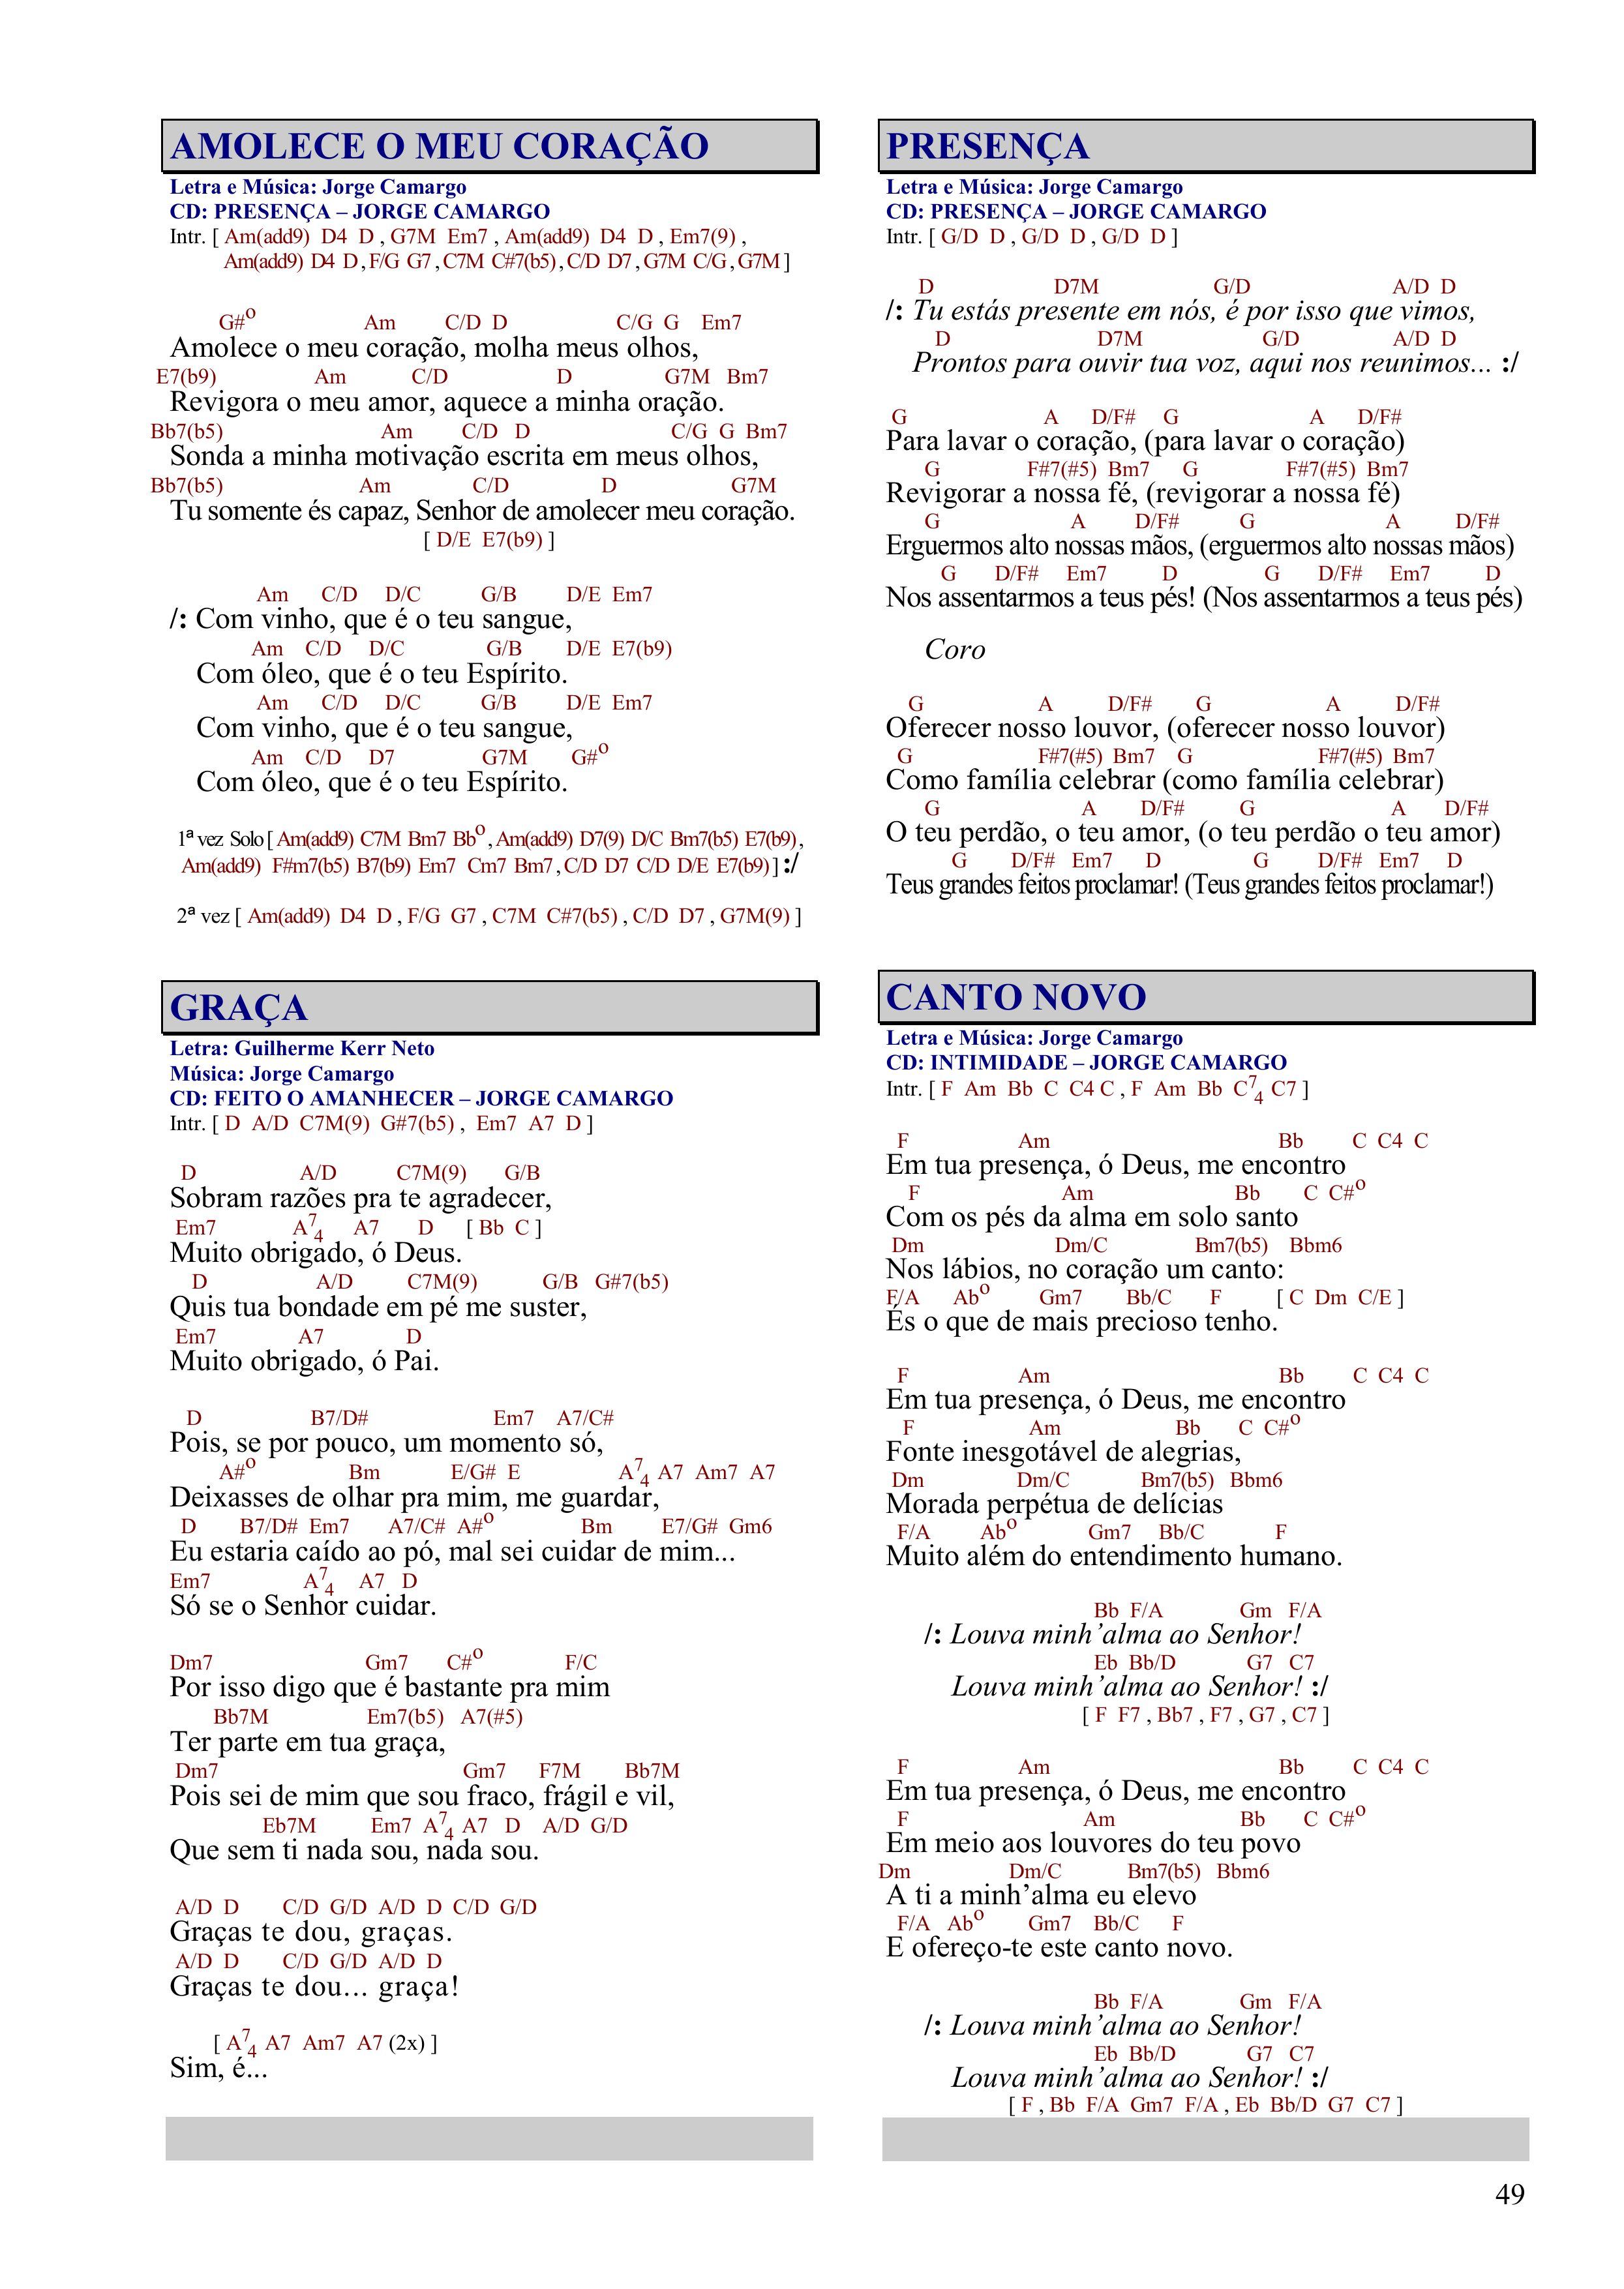 AMOLECE O MEU CORAÇÃO
Letra e Música: Jorge Camargo
CD: PRESENÇA – JORGE CAMARGO
Intr. [ Am(add9) D4 D , G7M Em7 , Am(add9) D4 D , Em7(9) ,
Am(add9) D4 D , F/G G7 , C7M C#7(b5) , C/D D7 , G7M C/G , G7M ]
G#º Am C/D D C/G G Em7
Amolece o meu coração, molha meus olhos,
E7(b9) Am C/D D G7M Bm7
Revigora o meu amor, aquece a minha oração.
Bb7(b5) Am C/D D C/G G Bm7
Sonda a minha motivação escrita em meus olhos,
Bb7(b5) Am C/D D G7M
Tu somente és capaz, Senhor de amolecer meu coração.
[ D/E E7(b9) ]
Am C/D D/C G/B D/E Em7
/: Com vinho, que é o teu sangue,
Am C/D D/C G/B D/E E7(b9)
Com óleo, que é o teu Espírito.
Am C/D D/C G/B D/E Em7
Com vinho, que é o teu sangue,
Am C/D D7 G7M G#º
Com óleo, que é o teu Espírito.
1ª vez Solo [ Am(add9) C7M Bm7 Bbº , Am(add9) D7(9) D/C Bm7(b5) E7(b9) ,
Am(add9) F#m7(b5) B7(b9) Em7 Cm7 Bm7 , C/D D7 C/D D/E E7(b9) ] :/
2ª vez [ Am(add9) D4 D , F/G G7 , C7M C#7(b5) , C/D D7 , G7M(9) ]
GRAÇA
Letra: Guilherme Kerr Neto
Música: Jorge Camargo
CD: FEITO O AMANHECER – JORGE CAMARGO
Intr. [ D A/D C7M(9) G#7(b5) , Em7 A7 D ]
D A/D C7M(9) G/B
Sobram razões pra te agradecer,
Em7 A7 4 A7 D [ Bb C ]
Muito obrigado, ó Deus.
D A/D C7M(9) G/B G#7(b5)
Quis tua bondade em pé me suster,
Em7 A7 D
Muito obrigado, ó Pai.
D B7/D# Em7 A7/C#
Pois, se por pouco, um momento só,
A#º Bm E/G# E A7 4 A7 Am7 A7
Deixasses de olhar pra mim, me guardar,
D B7/D# Em7 A7/C# A#º Bm E7/G# Gm6
Eu estaria caído ao pó, mal sei cuidar de mim...
Em7 A7 4 A7 D
Só se o Senhor cuidar.
Dm7 Gm7 C#º F/C
Por isso digo que é bastante pra mim
Bb7M Em7(b5) A7(#5)
Ter parte em tua graça,
Dm7 Gm7 F7M Bb7M
Pois sei de mim que sou fraco, frágil e vil,
Eb7M Em7 A7 4 A7 D A/D G/D
Que sem ti nada sou, nada sou.
A/D D C/D G/D A/D D C/D G/D
Graças te dou, graças.
A/D D C/D G/D A/D D
Graças te dou... graça!
[ A7 4 A7 Am7 A7 (2x) ]
Sim, é...
PRESENÇA
Letra e Música: Jorge Camargo
CD: PRESENÇA – JORGE CAMARGO
Intr. [ G/D D , G/D D , G/D D ]
D D7M G/D A/D D
/: Tu estás presente em nós, é por isso que vimos,
D D7M G/D A/D D
Prontos para ouvir tua voz, aqui nos reunimos... :/
G A D/F# G A D/F#
Para lavar o coração, (para lavar o coração)
G F#7(#5) Bm7 G F#7(#5) Bm7
Revigorar a nossa fé, (revigorar a nossa fé)
G A D/F# G A D/F#
Erguermos alto nossas mãos, (erguermos alto nossas mãos)
G D/F# Em7 D G D/F# Em7 D
Nos assentarmos a teus pés! (Nos assentarmos a teus pés)
Coro
G A D/F# G A D/F#
Oferecer nosso louvor, (oferecer nosso louvor)
G F#7(#5) Bm7 G F#7(#5) Bm7
Como família celebrar (como família celebrar)
G A D/F# G A D/F#
O teu perdão, o teu amor, (o teu perdão o teu amor)
G D/F# Em7 D G D/F# Em7 D
Teus grandes feitos proclamar! (Teus grandes feitos proclamar!)
CANTO NOVO
Letra e Música: Jorge Camargo
CD: INTIMIDADE – JORGE CAMARGO
Intr. [ F Am Bb C C4 C , F Am Bb C7 4 C7 ]
F Am Bb C C4 C
Em tua presença, ó Deus, me encontro
F Am Bb C C#º
Com os pés da alma em solo santo
Dm Dm/C Bm7(b5) Bbm6
Nos lábios, no coração um canto:
F/A Abº Gm7 Bb/C F [ C Dm C/E ]
És o que de mais precioso tenho.
F Am Bb C C4 C
Em tua presença, ó Deus, me encontro
F Am Bb C C#º
Fonte inesgotável de alegrias,
Dm Dm/C Bm7(b5) Bbm6
Morada perpétua de delícias
F/A Abº Gm7 Bb/C F
Muito além do entendimento humano.
Bb F/A Gm F/A
/: Louva minh’alma ao Senhor!
Eb Bb/D G7 C7
Louva minh’alma ao Senhor! :/
[ F F7 , Bb7 , F7 , G7 , C7 ]
F Am Bb C C4 C
Em tua presença, ó Deus, me encontro
F Am Bb C C#º
Em meio aos louvores do teu povo
Dm Dm/C Bm7(b5) Bbm6
A ti a minh’alma eu elevo
F/A Abº Gm7 Bb/C F
E ofereço-te este canto novo.
Bb F/A Gm F/A
/: Louva minh’alma ao Senhor!
Eb Bb/D G7 C7
Louva minh’alma ao Senhor! :/
[ F , Bb F/A Gm7 F/A , Eb Bb/D G7 C7 ]
49